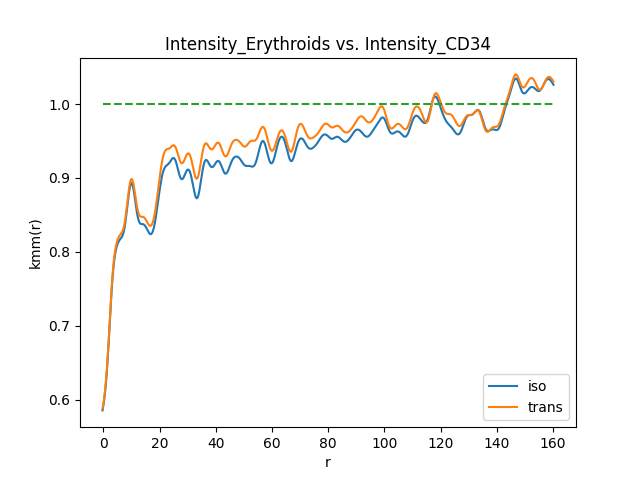 Intensity_Erythroids vs. Intensity_CD34
kmm(r)
1.0
0.9
0.8
0.7
0.6
0 20 40 60 80 100 120 140 160
r
iso
trans